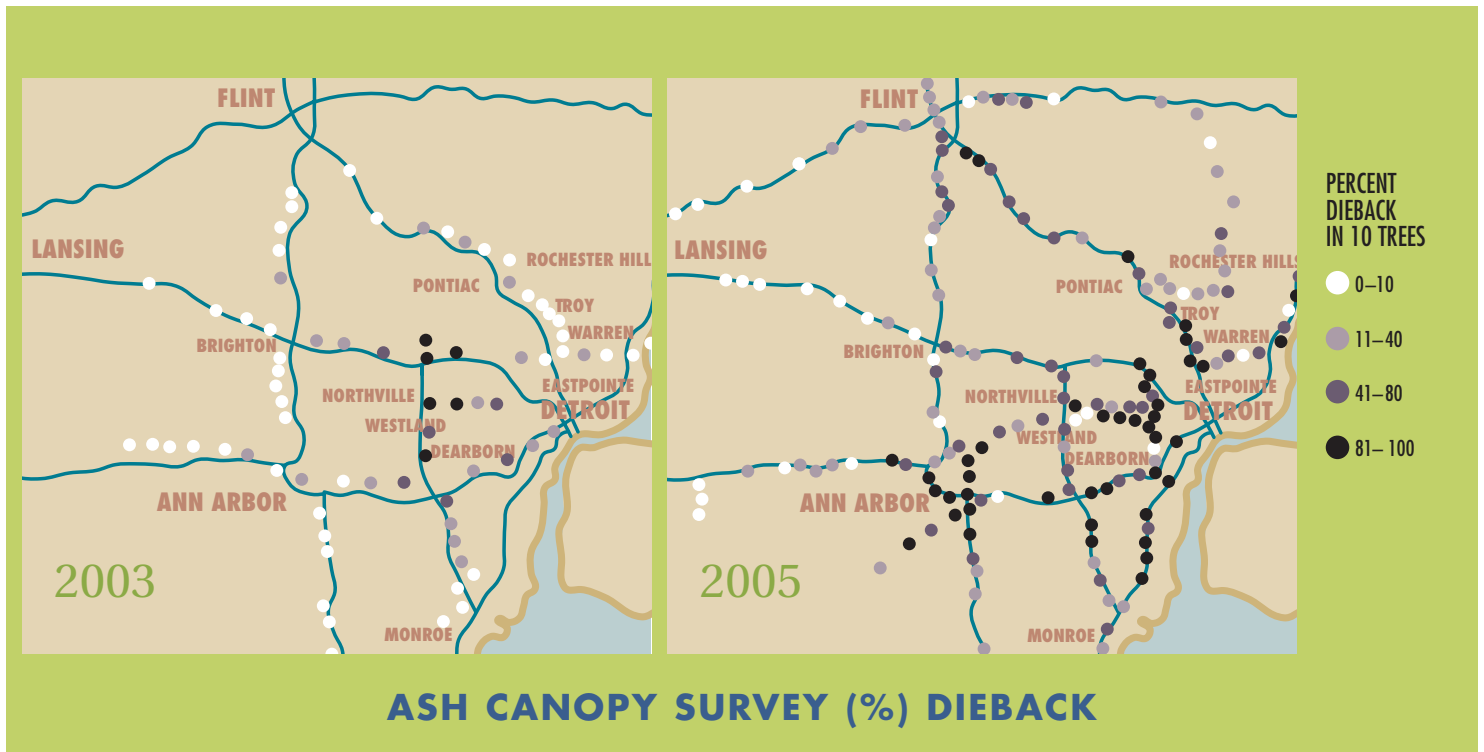 FLINT
LANSING
ROCHESTER HILL
PONTIAC
TROY
WARREN
BRIGHTON
EASTPOINTE
NORTHVILLE
DETROIT
WESTLAND
DEARBORN
ANN ARBOR
2003
MONROE
FLINT
LANSING
ROCHESTER HILLS
PONTIAC
TROY
WARREN
BRIGHTON
EASTPOINTE
NORTHVILLE
DETROIT
WESTLAND
DEARBORN
ANN ARBOR
2005
MONROE
PERCENT
DIEBACK
IN 10 TREES
0–10
11–40
41–80
81–100
ASH CANOPY SURVEY (%) DIEBACK